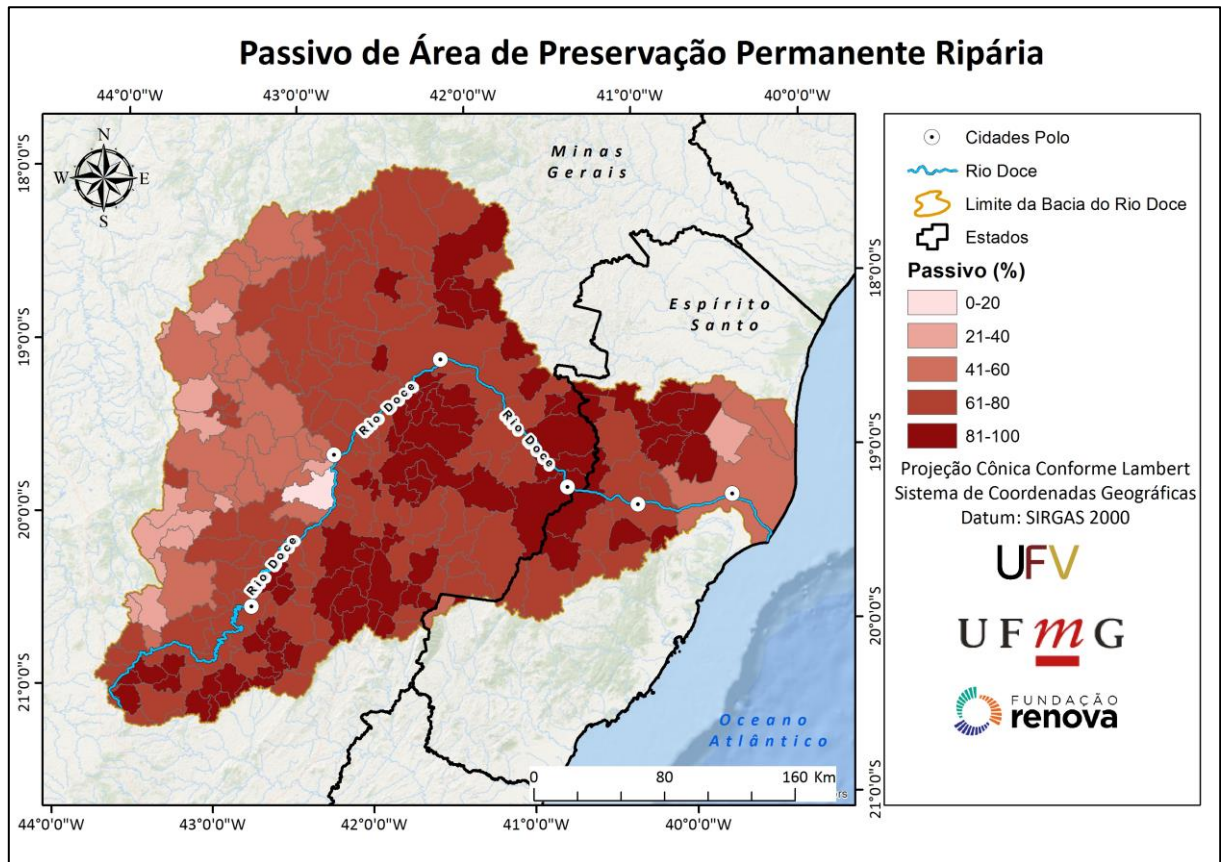 Passivo de Área de Preservação Permanente Ripária
44°0'0"W
43°0'0"W
42°0'0"W
41°0'0"W
40°0'0"W
18°0'0"S
19°0'0"S
20°0'0"S
21°0'0"S
N
W
E
S
Minas
Gerais
Espírito
Santo
Rio Doce
Rio Doce
Rio Doce
Oceano
Atlântico
0
80
160 Km
18°0'0"S
19°0'0"S
20°0'0"S
21°0'0"S
44°0'0"W
43°0'0"W
42°0'0"W
41°0'0"W
40°0'0"W
Cidades Polo
Rio Doce
Limite da Bacia do Rio Doce
Estados
Passivo (%)
0-20
21-40
41-60
61-80
81-100
Projeção Cônica Conforme Lambert
Sistema de Coordenadas Geográficas
Datum: SIRGAS 2000
UFV
UFmG
FUNDAÇÃO
renova